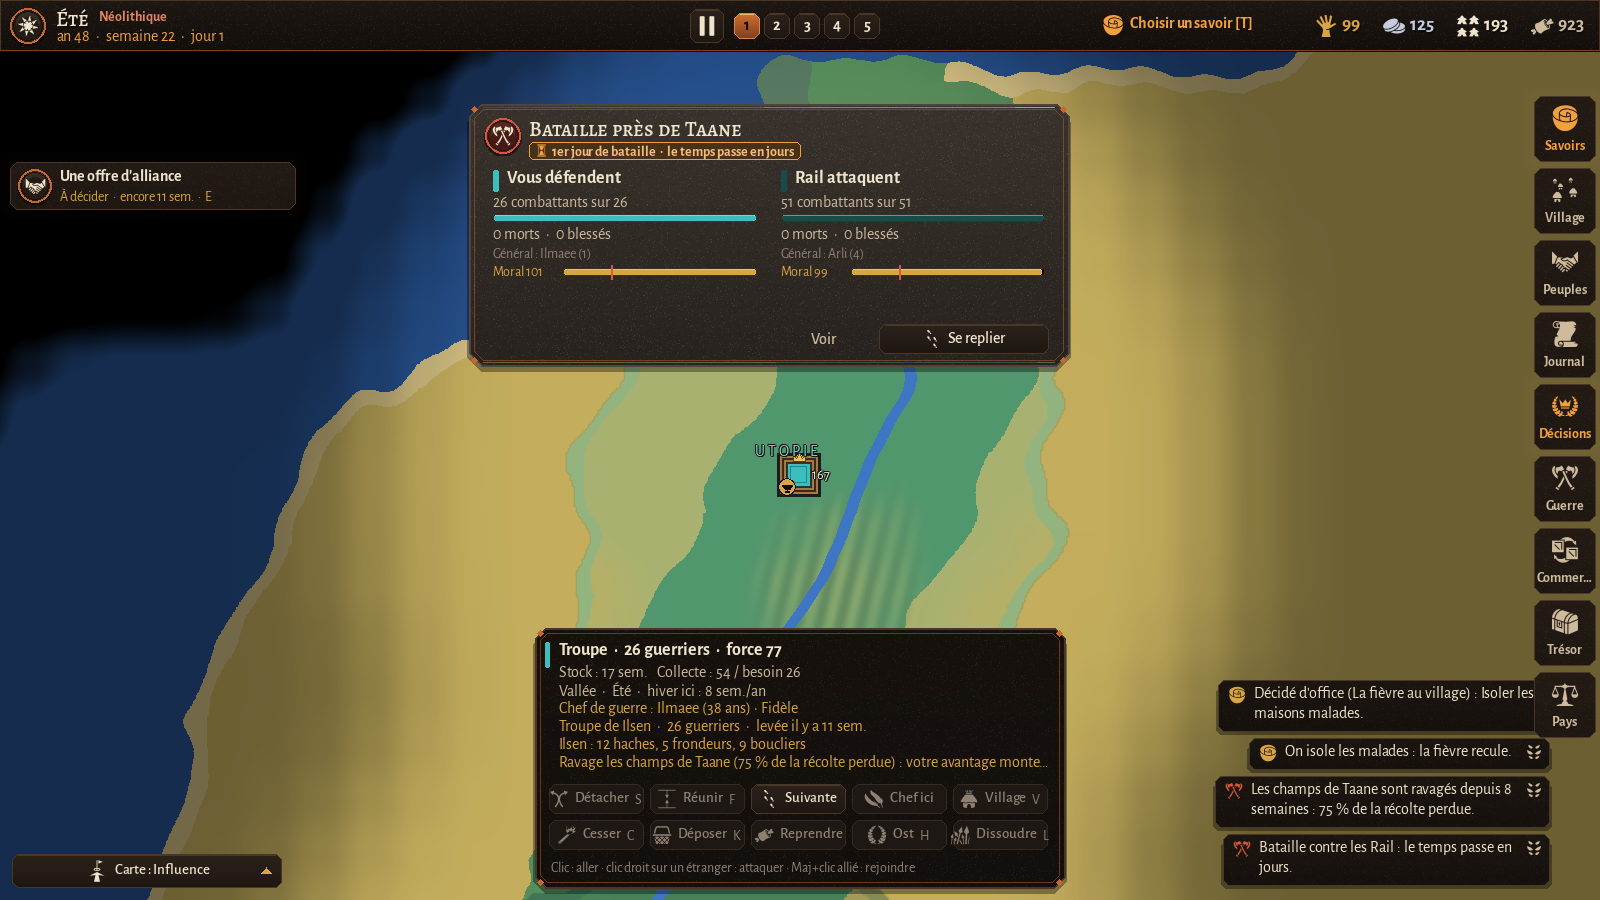 Été Néolithique
an 48 · semaine 22 · jour 1
1 2 3 4 5
Choisir un savoir [T]
99 125 193 923
Une offre d'alliance
À décider · encore 11 sem. · E
Bataille près de Taane
1er jour de bataille · le temps passe en jours
Vous défendent
26 combattants sur 26
0 morts · 0 blessés
Général : Ilmaee (1)
Moral 101
Rail attaquent
51 combattants sur 51
0 morts · 0 blessés
Général : Arli (4)
Moral 99
Voir
Se replier
UTOPIE
167
Savoirs
Village
Peuples
Journal
Décisions
Guerre
Commer...
Trésor
Pays
Troupe · 26 guerriers · force 77
Stock : 17 sem. Collecte : 54 / besoin 26
Vallée · Été · hiver ici : 8 sem./an
Chef de guerre : Ilmaee (38 ans) · Fidèle
Troupe de Ilsen · 26 guerriers · levée il y a 11 sem.
Ilsen : 12 haches, 5 frondeurs, 9 boucliers
Ravage les champs de Taane (75 % de la récolte perdue) : votre avantage monte...
Détacher S
Réunir F
Suivante
Chef ici
Village V
Cesser C
Déposer K
Reprendre
Ost H
Dissoudre L
Clic : aller · clic droit sur un étranger : attaquer · Maj+clic allié : rejoindre
Décidé d'office (La fièvre au village) : Isoler les
maisons malades.
On isole les malades : la fièvre recule.
Les champs de Taane sont ravagés depuis 8
semaines : 75 % de la récolte perdue.
Bataille contre les Rail : le temps passe en
jours.
Carte : Influence